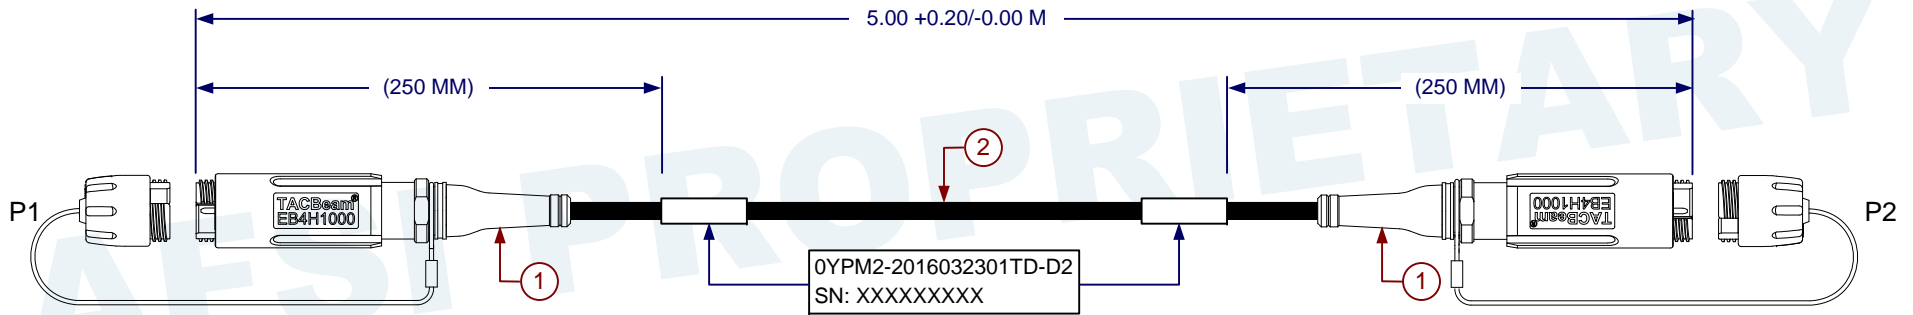 5.00 +0.20/-0.00 M
(250 MM)
(250 MM)
2
P1
TACBeam®
EB4H1000
TACBeam®
EB4H1000
P2
1
0YPM2-2016032301TD-D2
SN: XXXXXXXXX
1
AFSI PROPRIETARY